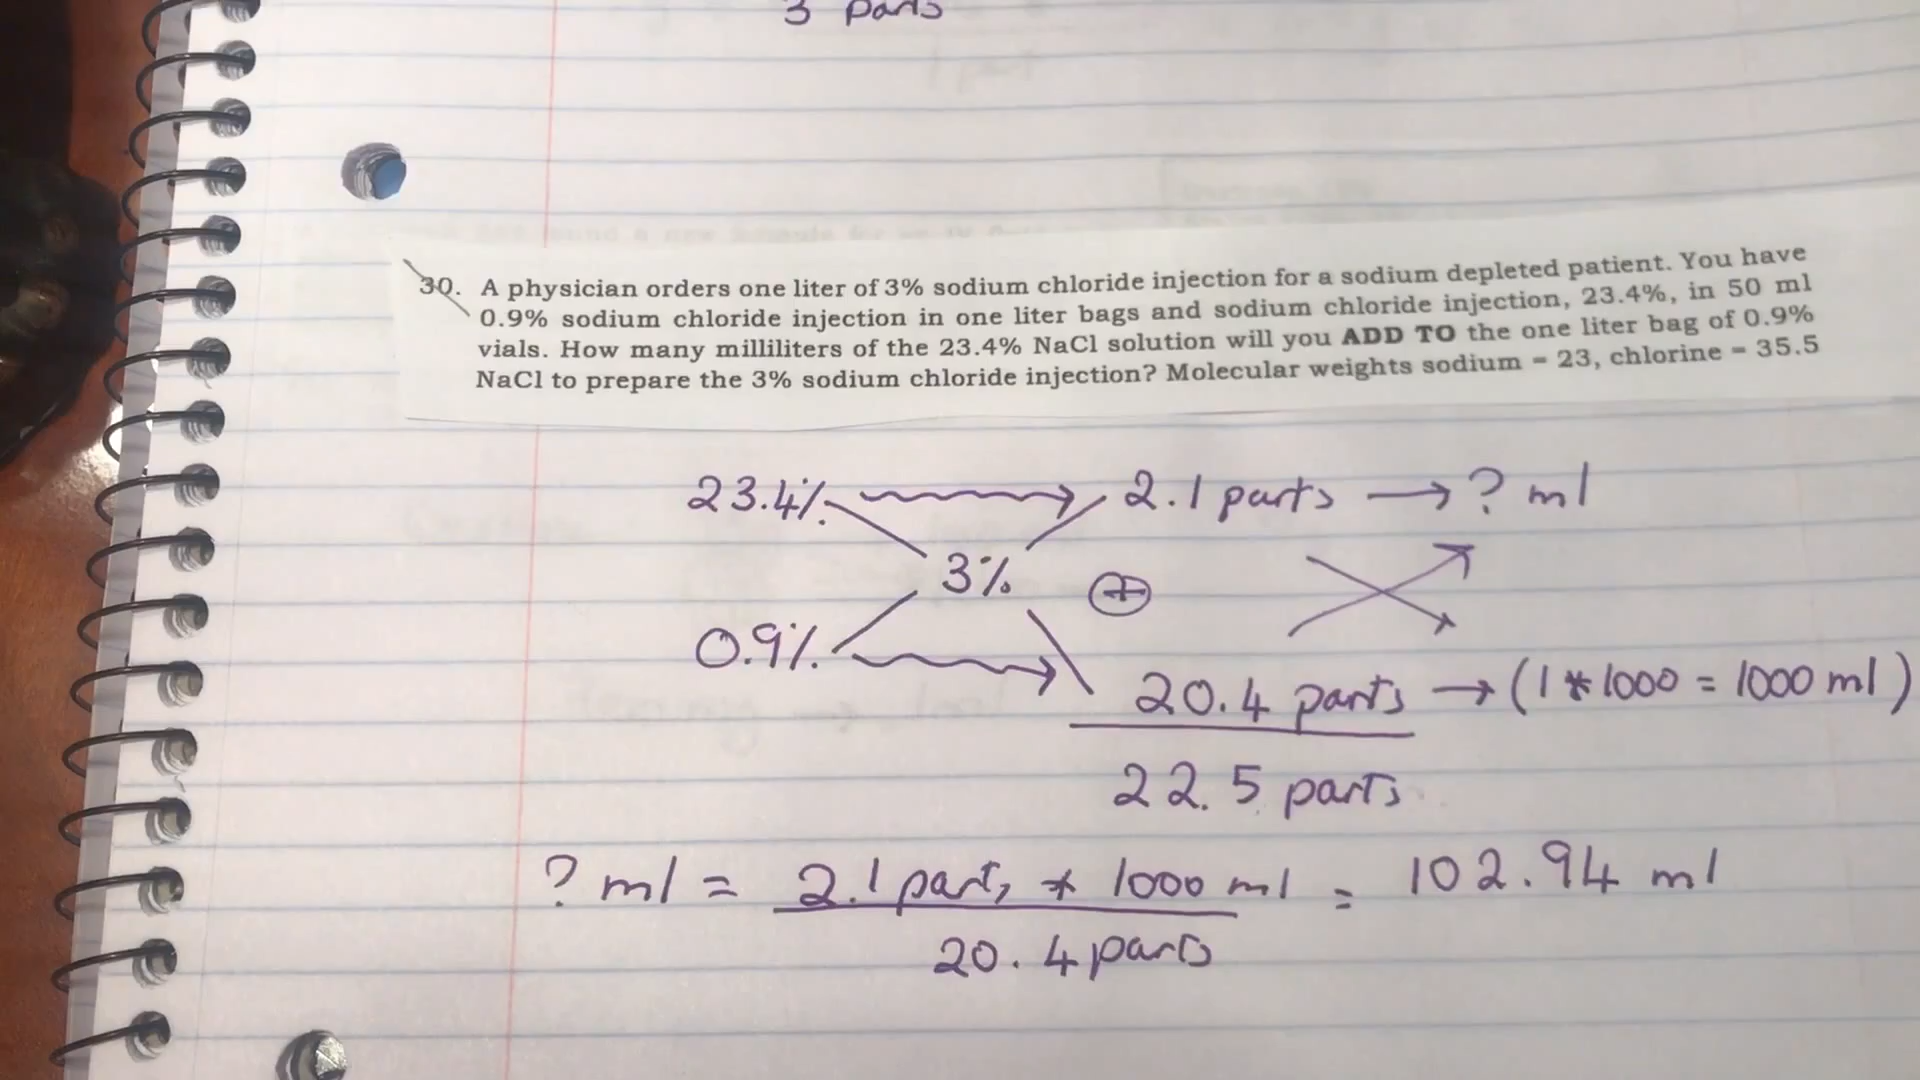 3 parts
30. A physician orders one liter of 3% sodium chloride injection for a sodium depleted patient. You have
0.9% sodium chloride injection in one liter bags and sodium chloride injection, 23.4%, in 50 ml
vials. How many milliliters of the 23.4% NaCl solution will you ADD TO the one liter bag of 0.9%
NaCl to prepare the 3% sodium chloride injection? Molecular weights sodium = 23, chlorine = 35.5
23.4% → 2.1 parts → ? ml
3% +
0.9%
20.4 parts → (1 * 1000 = 1000 ml)
22.5 parts
? ml = 2.1 parts * 1000 ml = 102.94 ml
20.4 parts